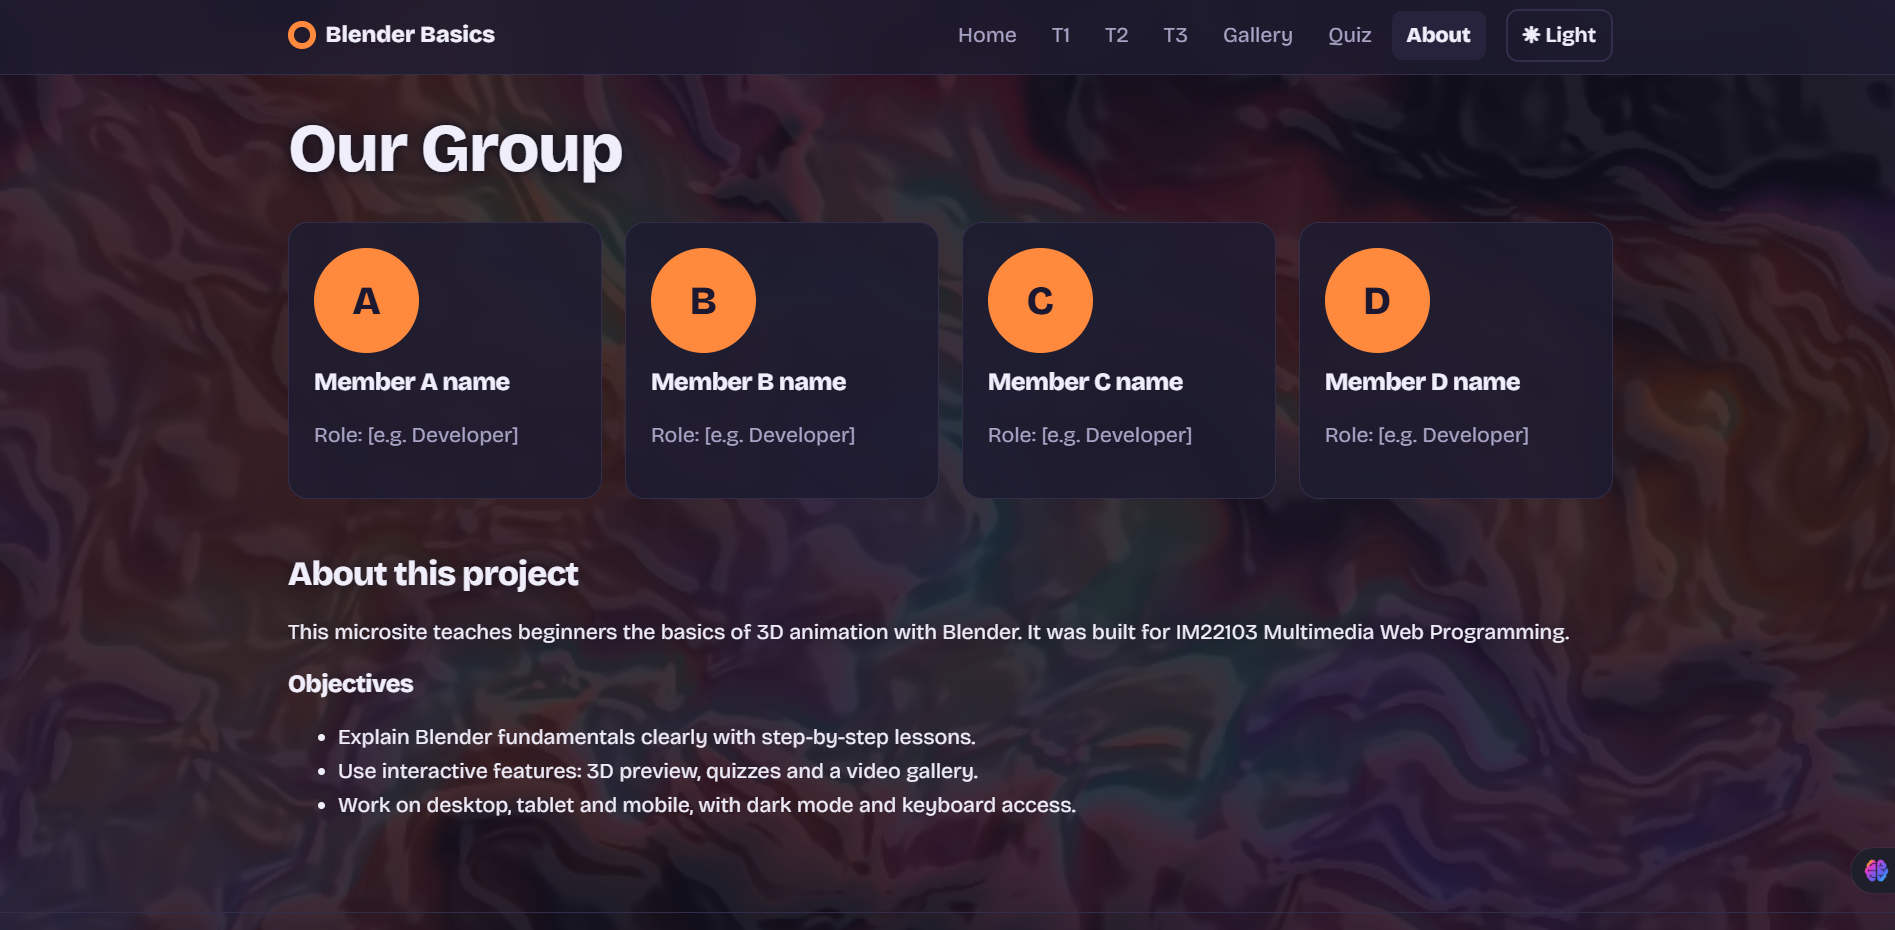 Blender Basics
Home T1 T2 T3 Gallery Quiz About Light
Our Group
A
Member A name
Role: [e.g. Developer]
B
Member B name
Role: [e.g. Developer]
C
Member C name
Role: [e.g. Developer]
D
Member D name
Role: [e.g. Developer]
About this project
This microsite teaches beginners the basics of 3D animation with Blender. It was built for IM22103 Multimedia Web Programming.
Objectives
Explain Blender fundamentals clearly with step-by-step lessons.
Use interactive features: 3D preview, quizzes and a video gallery.
Work on desktop, tablet and mobile, with dark mode and keyboard access.